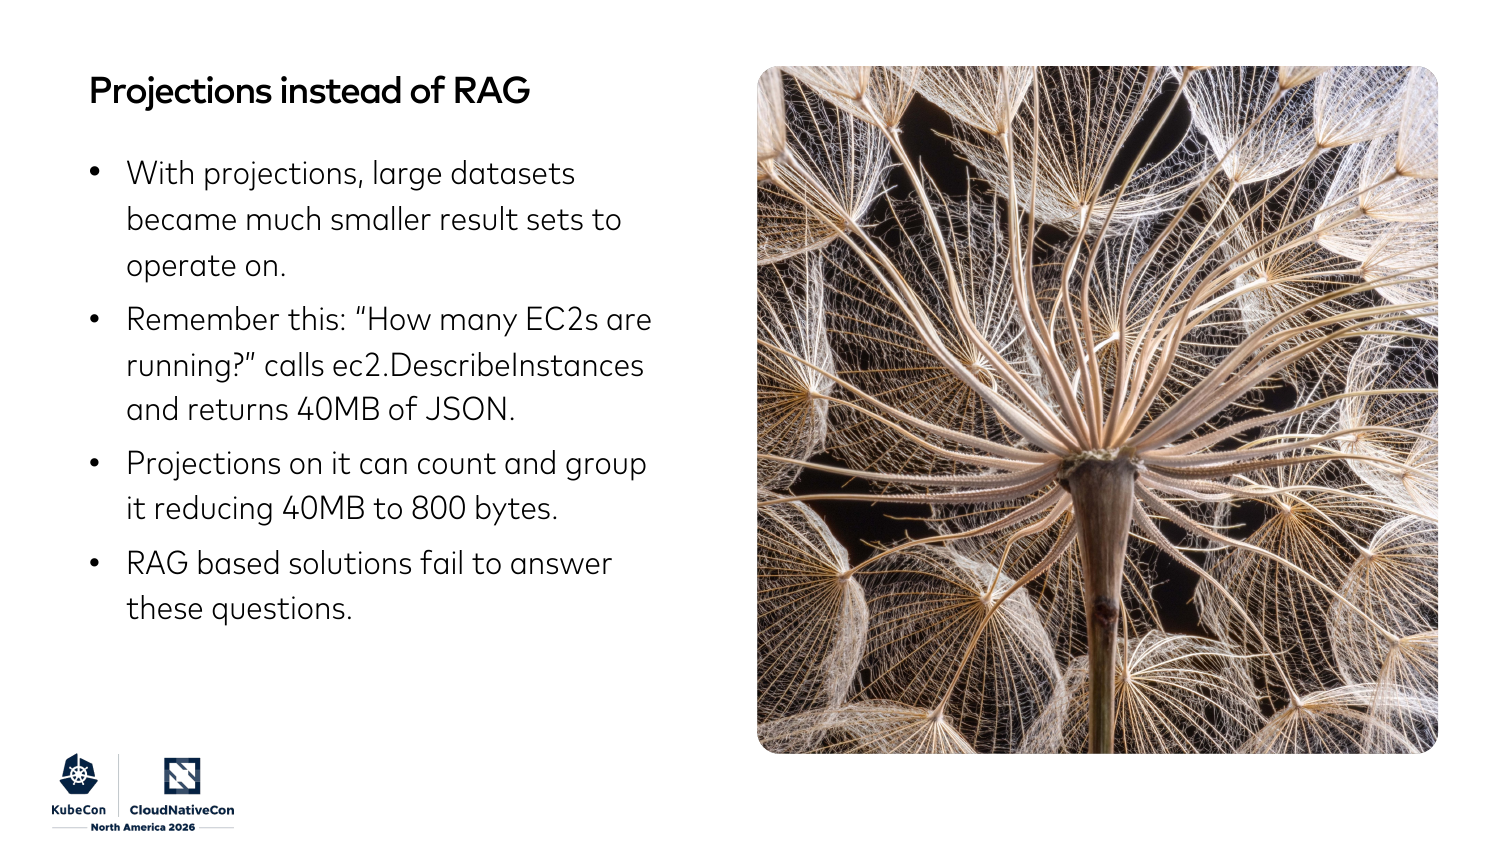 Projections instead of RAG
• With projections, large datasets
became much smaller result sets to
operate on.
• Remember this: “How many EC2s are
running?” calls ec2.DescribeInstances
and returns 40MB of JSON.
• Projections on it can count and group
it reducing 40MB to 800 bytes.
• RAG based solutions fail to answer
these questions.
KubeCon
CloudNativeCon
North America 2026